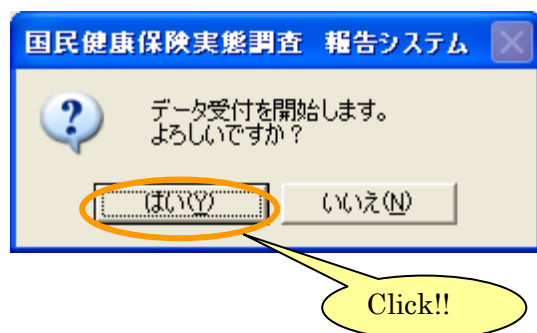 国民健康保険実態調査 報告システム
データ受付を開始します。
よろしいですか？
はい(Y) いいえ(N)
Click!!